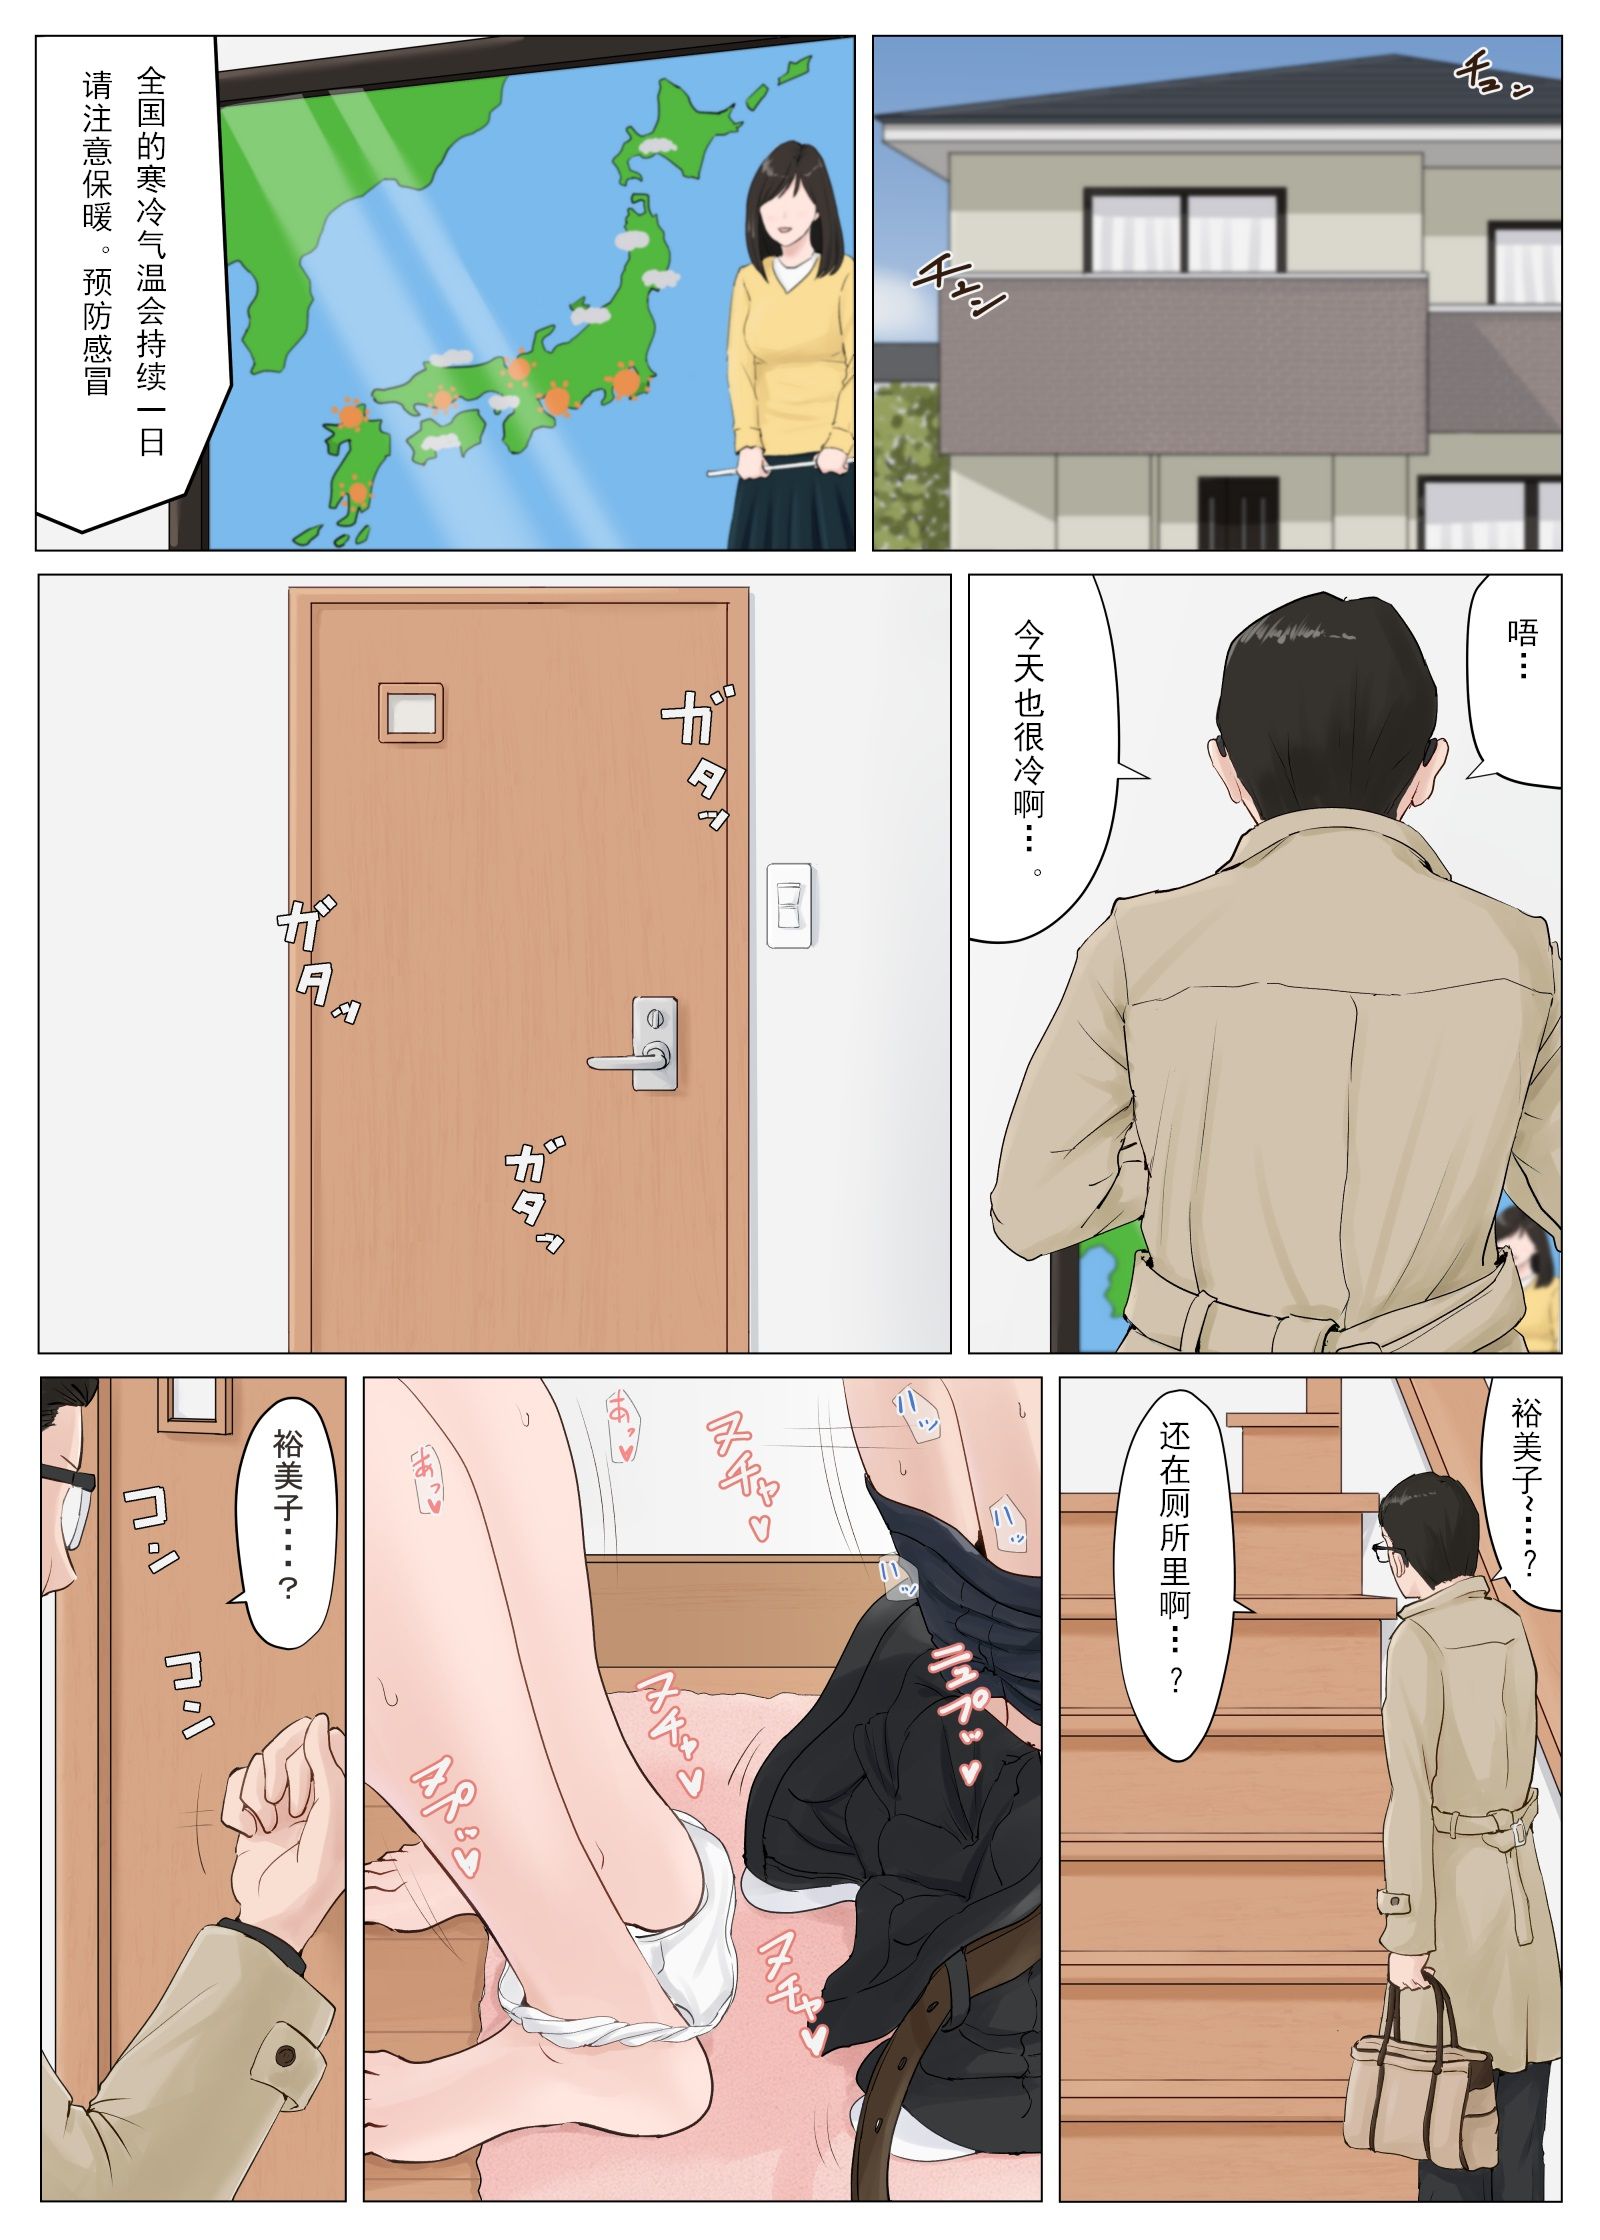 チュン
チュン
全国的寒冷气温会持续一日
请注意保暖。预防感冒
唔…
今天也很冷啊…。
ガタッ
ガタッ
ガタッ
裕美子~…?
还在厕所里啊…?
ハッ
ハッ
ハッ
あっ♥
あっ♥
ヌチャ♡
ヌチャ♡
ニュプ♡
ヌプ♡
ヌチャ♡
裕美子…?
コン
コン